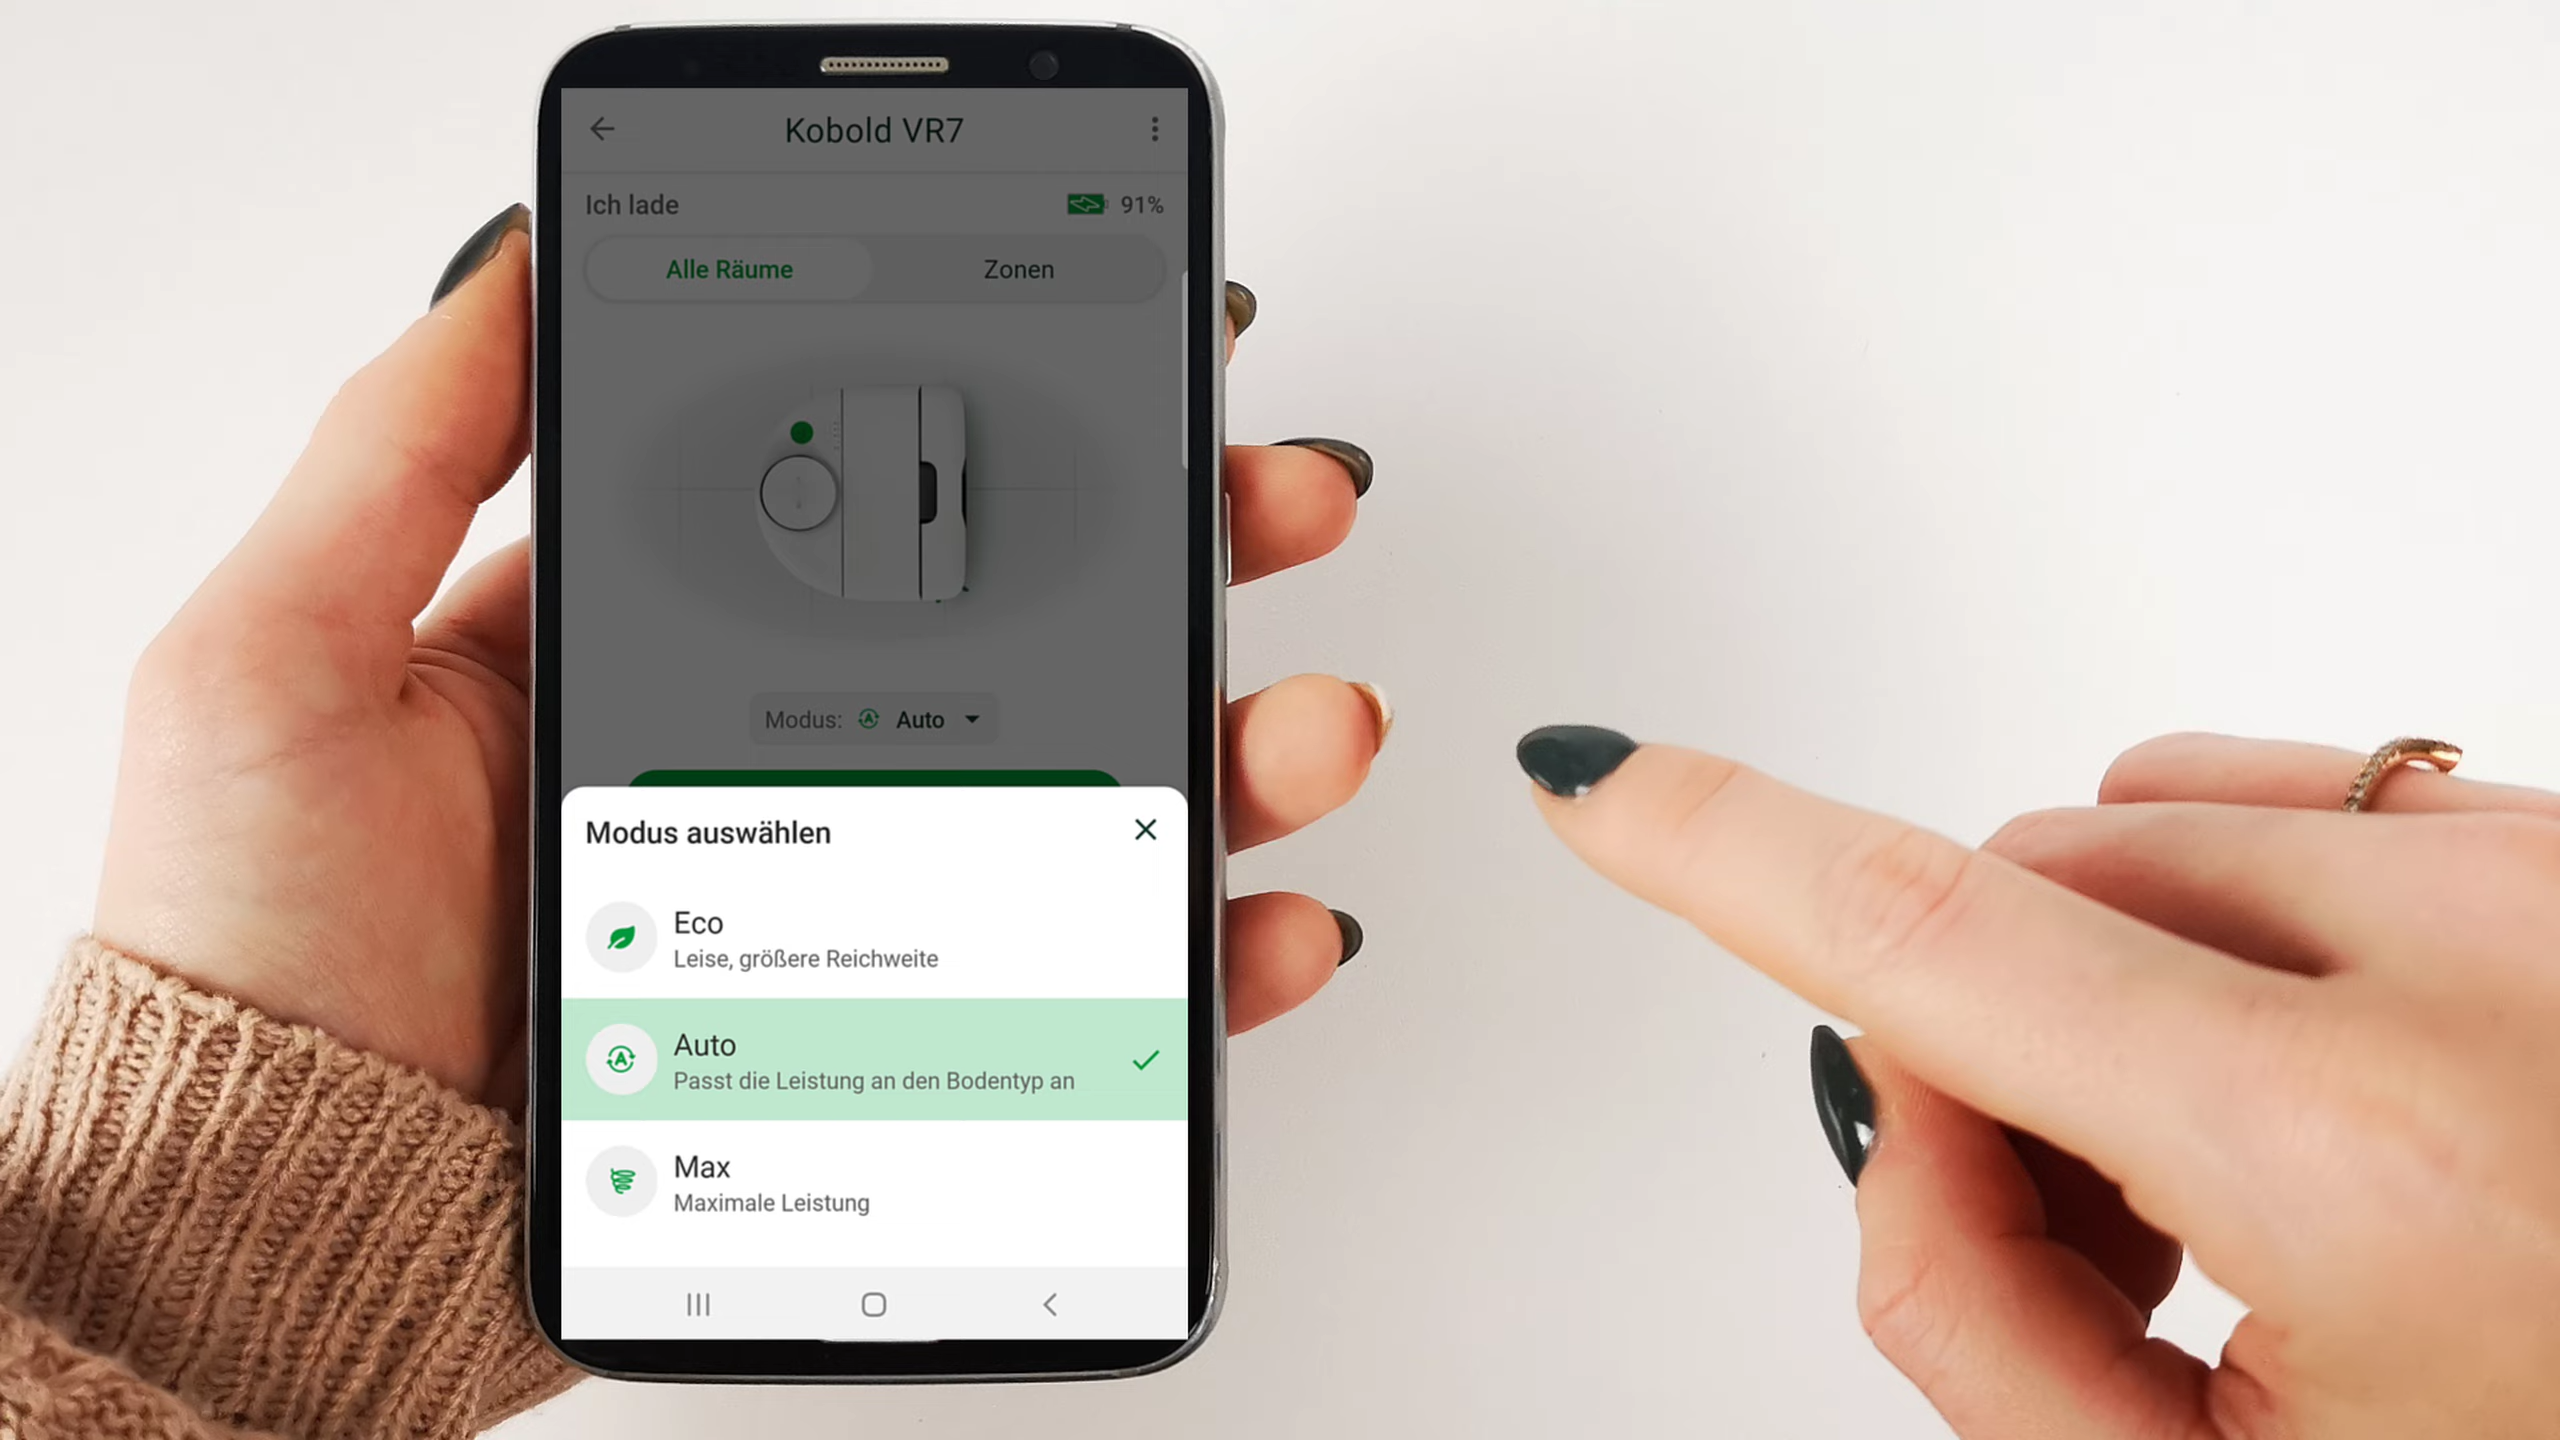 Kobold VR7
Ich lade
91%
Alle Räume
Zonen
Modus: Auto
Modus auswählen
Eco
Leise, größere Reichweite
Auto
Passt die Leistung an den Bodentyp an
Max
Maximale Leistung